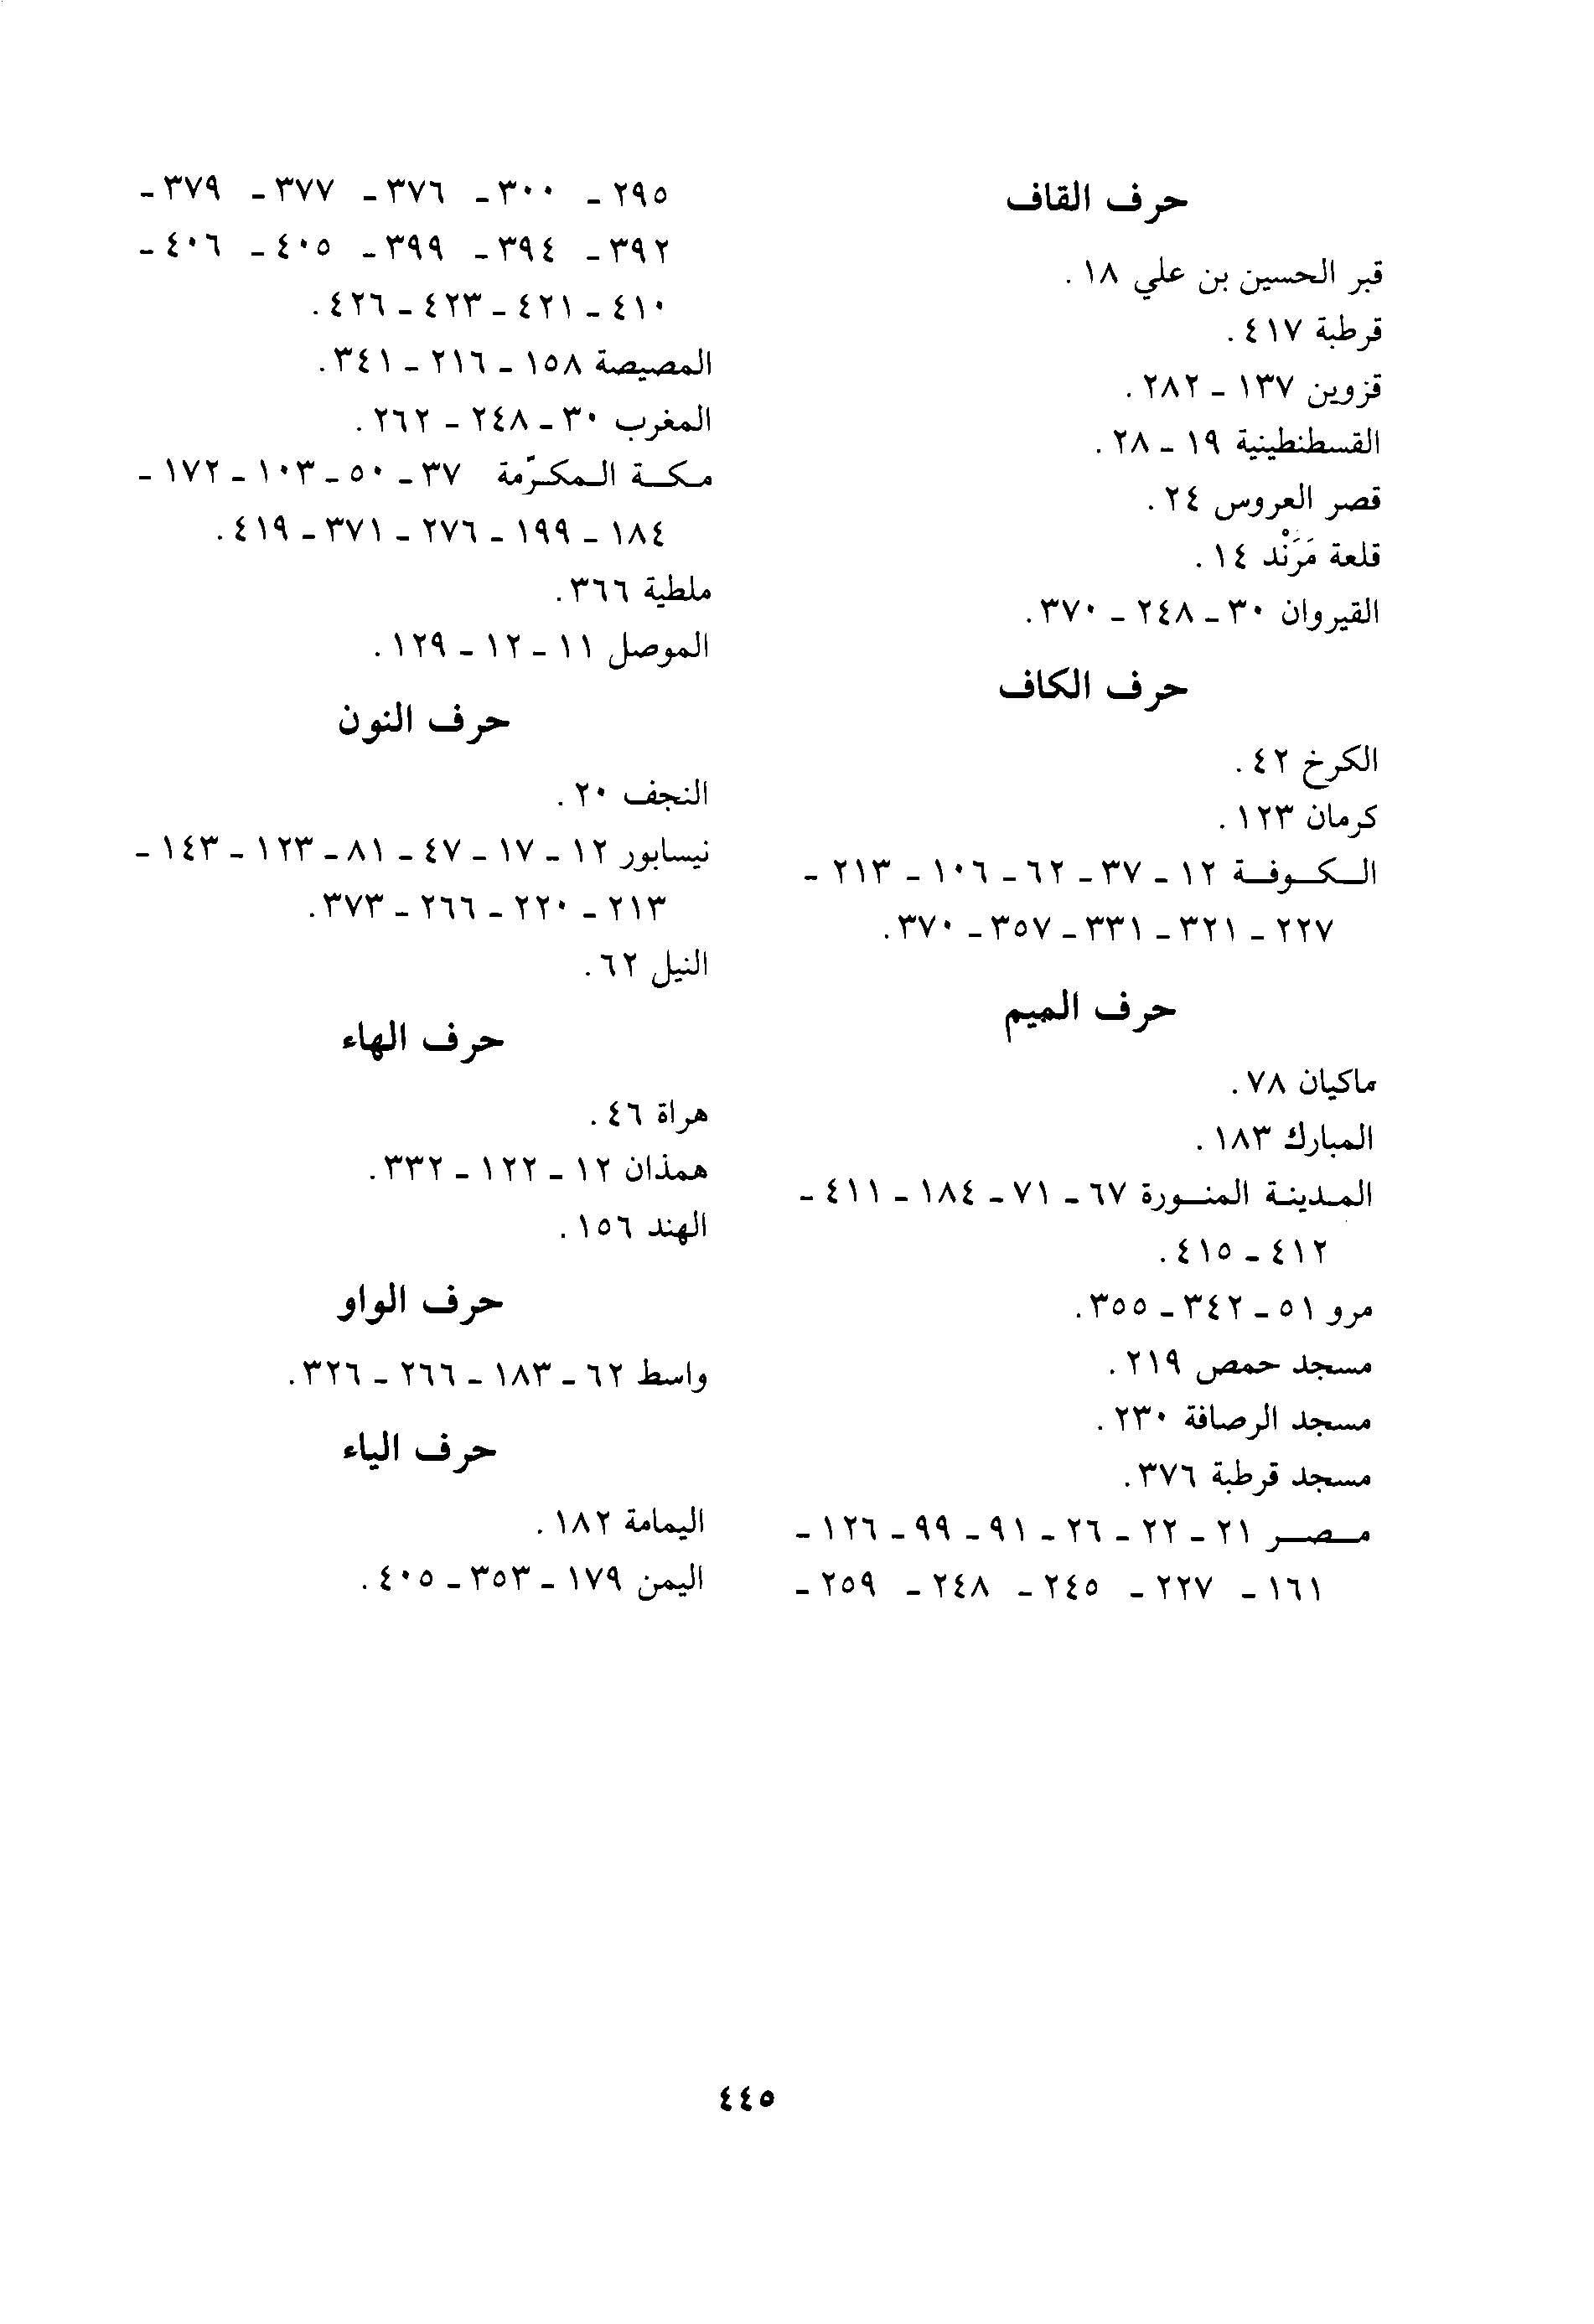 حرف القاف
قبر الحسين بن علي ١٨ .
قرطبة ٤١٧ .
قزوين ١٣٧ ـ ٢٨٢ .
القسطنطينية ١٩ ـ ٢٨ .
قصر العروس ٢٤ .
قلعة مَرَنْد ١٤ .
القيروان ٣٠ ـ ٢٤٨ ـ ٣٧٠ .
حرف الكاف
الكرخ ٤٢ .
كرمان ١٢٣ .
الـكـوفـة ١٢ ـ ٣٧ ـ ٦٢ ـ ١٠٦ ـ ٢١٣ ـ
٢٢٧ ـ ٣٢١ ـ ٣٣١ ـ ٣٥٧ ـ ٣٧٠ .
حرف الميم
ماكيان ٧٨ .
المبارك ١٨٣ .
المـدينـة المنـورة ٦٧ ـ ٧١ ـ ١٨٤ ـ ٤١١ ـ
٤١٢ ـ ٤١٥ .
مرو ٥١ ـ ٣٤٢ ـ ٣٥٥ .
مسجد حمص ٢١٩ .
مسجد الرصافة ٢٣٠ .
مسجد قرطبة ٣٧٦ .
مـصـر ٢١ ـ ٢٢ ـ ٢٦ ـ ٩١ ـ ٩٩ ـ ١٢٦ ـ
١٦١ ـ ٢٢٧ ـ ٢٤٥ ـ ٢٤٨ ـ ٢٥٩ ـ
٢٩٥ ـ ٣٠٠ ـ ٣٧٦ ـ ٣٧٧ ـ ٣٧٩ ـ
٣٩٢ ـ ٣٩٤ ـ ٣٩٩ ـ ٤٠٥ ـ ٤٠٦ ـ
٤١٠ ـ ٤٢١ ـ ٤٢٣ ـ ٤٢٦ .
المصيصة ١٥٨ ـ ٢١٦ ـ ٣٤١ .
المغرب ٣٠ ـ ٢٤٨ ـ ٢٦٢ .
مـكـة الـمكـرّمة ٣٧ ـ ٥٠ ـ ١٠٣ ـ ١٧٢ ـ
١٨٤ ـ ١٩٩ ـ ٢٧٦ ـ ٣٧١ ـ ٤١٩ .
ملطية ٣٦٦ .
الموصل ١١ ـ ١٢ ـ ١٢٩ .
حرف النون
النجف ٢٠ .
نيسابور ١٢ ـ ١٧ ـ ٤٧ ـ ٨١ ـ ١٢٣ ـ ١٤٣ ـ
٢١٣ ـ ٢٢٠ ـ ٢٦٦ ـ ٣٧٣ .
النيل ٦٢ .
حرف الهاء
هراة ٤٦ .
همذان ١٢ ـ ١٢٢ ـ ٣٣٢ .
الهند ١٥٦ .
حرف الواو
واسط ٦٢ ـ ١٨٣ ـ ٢٦٦ ـ ٣٢٦ .
حرف الياء
اليمامة ١٨٢ .
اليمن ١٧٩ ـ ٣٥٣ ـ ٤٠٥ .
٤٤٥